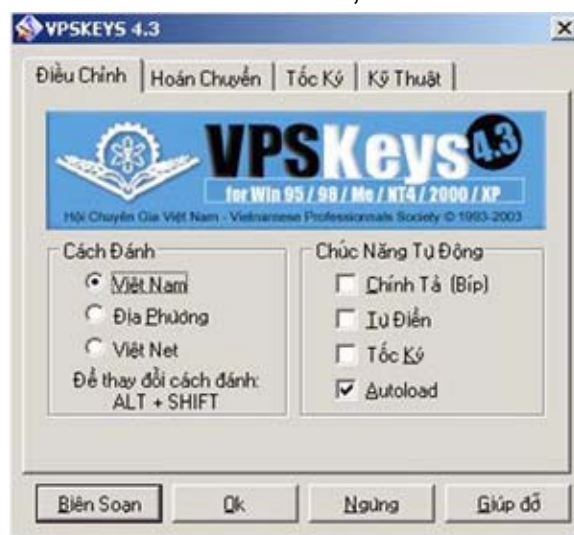 VPSKEYS 4.3
Điều Chỉnh
Hoán Chuyển
Tốc Ký
Kỹ Thuật
VPSKeys 4.3
for Win 95 / 98 / Me / NT4 / 2000 / XP
Hội Chuyên Gia Việt Nam - Vietnamese Professionals Society © 1993-2003
Cách Đánh
Việt Nam
Địa Phương
Việt Net
Để thay đổi cách đánh:
ALT + SHIFT
Chức Năng Tự Động
Chính Tả (Bíp)
Tự Điển
Tốc Ký
Autoload
Biên Soạn
Ok
Ngừng
Giúp đỡ